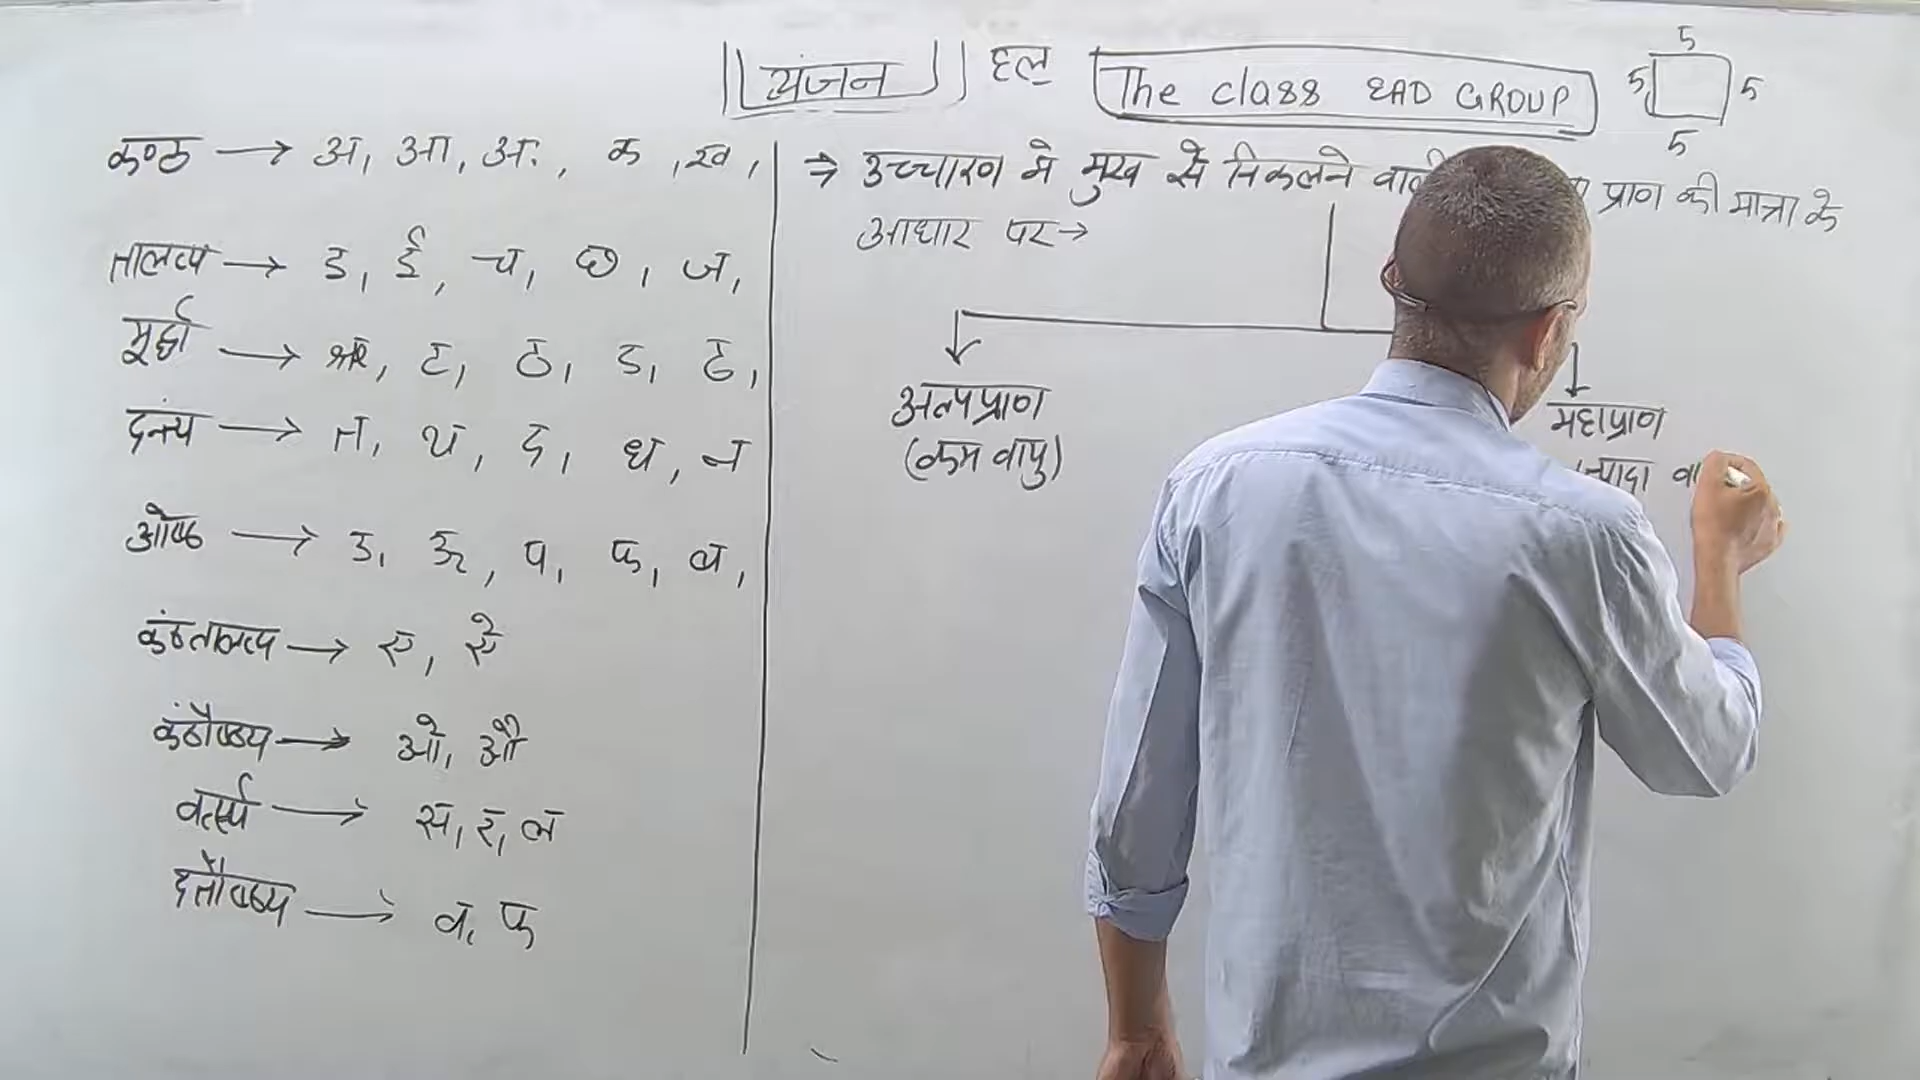 व्यंजन हल
The class EAD GROUP
5
5 5
5
कण्ठ → अ, आ, अः, क, ख,
तालव्य → इ, ई, च, छ, ज,
मूर्द्धा → ऋ, ट, ठ, ड, ढ,
दन्त्य → त, थ, द, ध, न
ओष्ठ → उ, ऊ, प, फ, ब,
कंठतालव्य → ए, ऐ
कंठौष्ठ्य → ओ, औ
वर्त्स्य → स, र, ल
दंतौष्ठ्य → व, फ
⇒ उच्चारण मे मुख से निकलने प्राण की मात्रा के
आधार पर →
अल्पप्राण
(कम वायु)
महाप्राण